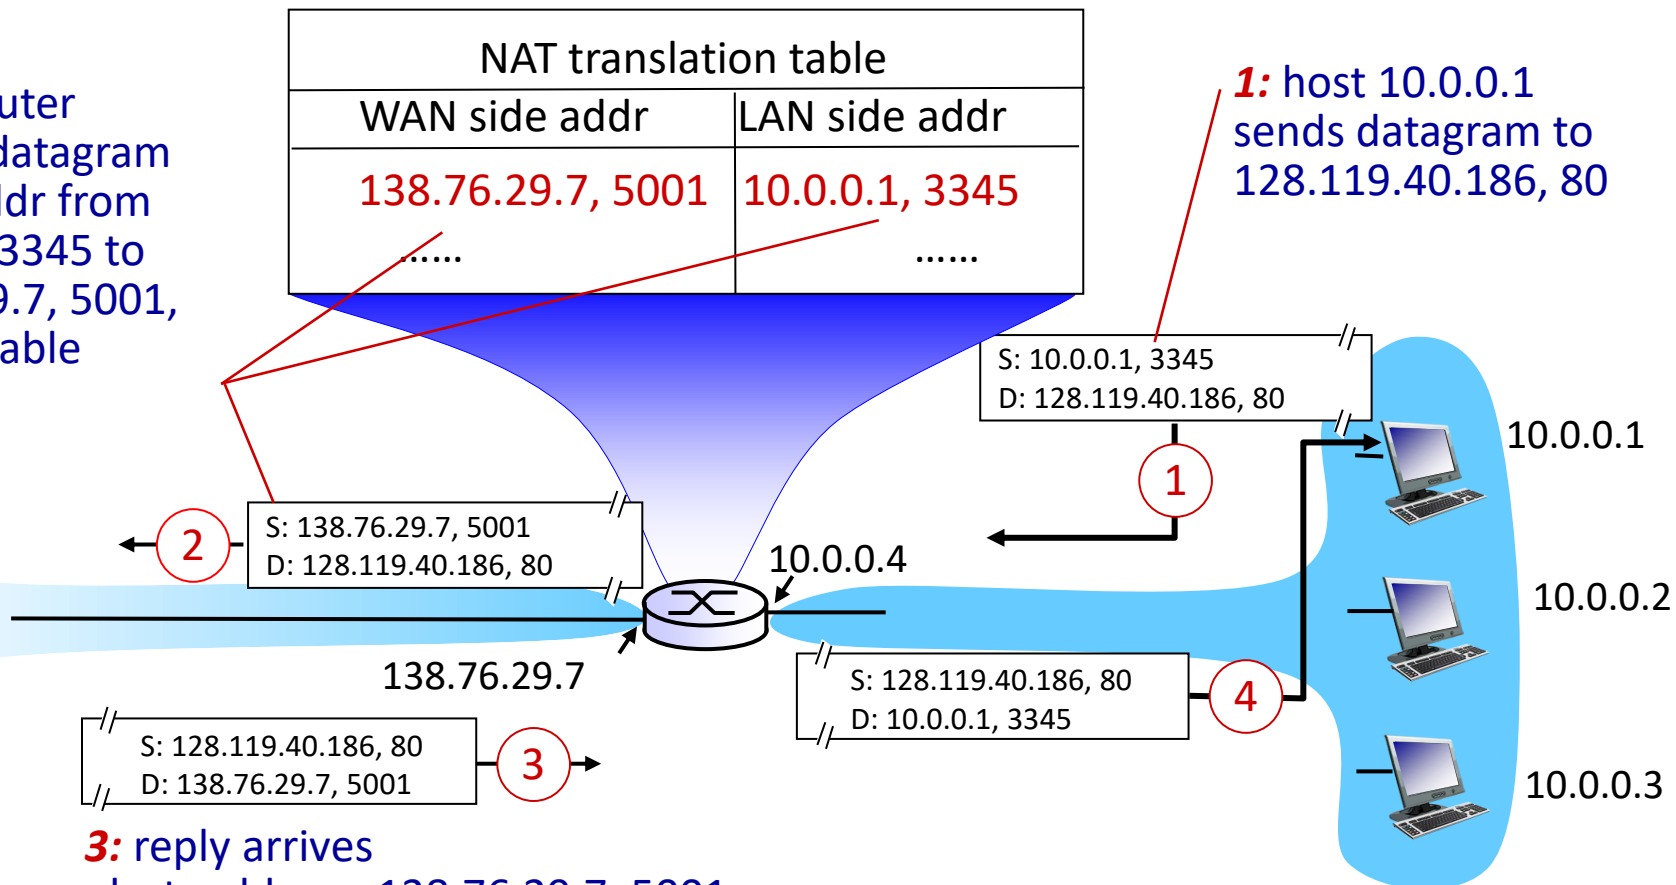 NAT translation table
WAN side addr LAN side addr
138.76.29.7, 5001 10.0.0.1, 3345
...... ......
datagram
from
3345 to
5001,
1: host 10.0.0.1
sends datagram to
128.119.40.186, 80
S: 10.0.0.1, 3345
D: 128.119.40.186, 80
1
10.0.0.1
2
S: 138.76.29.7, 5001
D: 128.119.40.186, 80
10.0.0.4
10.0.0.2
138.76.29.7
S: 128.119.40.186, 80
D: 10.0.0.1, 3345
4
S: 128.119.40.186, 80
D: 138.76.29.7, 5001
3
10.0.0.3
3: reply arrives
138.76.29.7, 5001